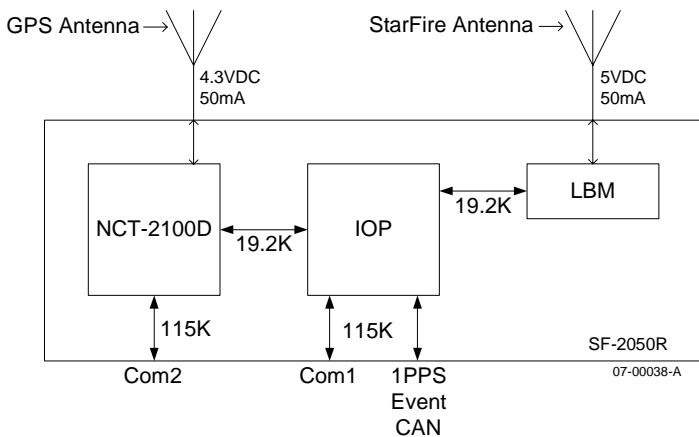 GPS Antenna
StarFire Antenna
4.3VDC
50mA
5VDC
50mA
NCT-2100D
IOP
LBM
19.2K
19.2K
115K
115K
SF-2050R
07-00038-A
Com2
Com1
1PPS
Event
CAN